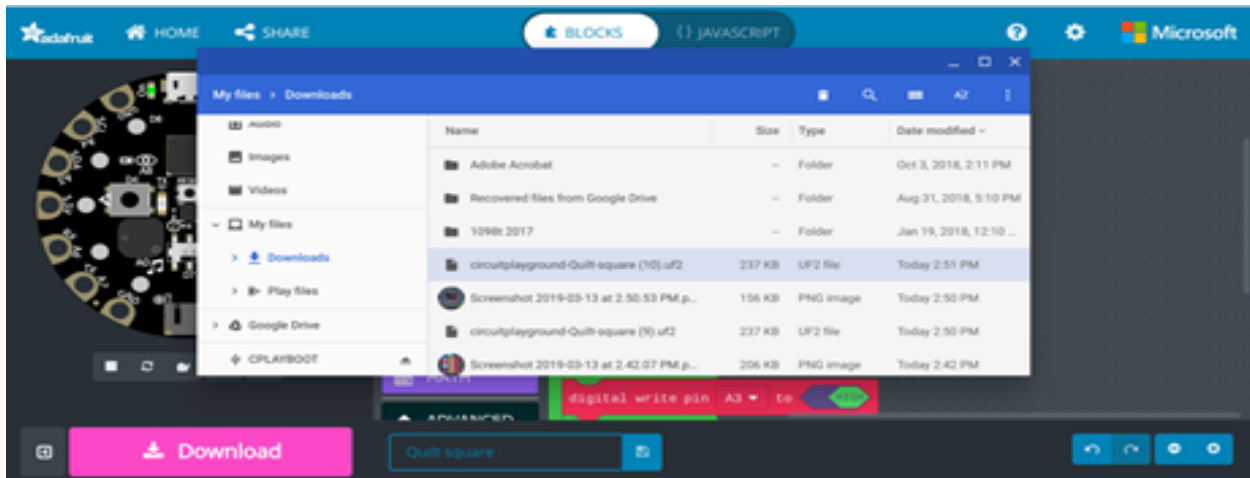 adafruit HOME SHARE BLOCKS {} JAVASCRIPT Microsoft
My files > Downloads
Audio
Name Size Type Date modified
Adobe Acrobat -- Folder Oct 3, 2018, 2:11 PM
Images
Recovered files from Google Drive -- Folder Aug 31, 2018, 5:10 PM
Videos
1098t 2017 -- Folder Jan 19, 2018, 12:10 ...
My files
circuitplayground-Quilt-square (10).uf2 237 KB UF2 file Today 2:51 PM
Downloads
Screenshot 2019-03-13 at 2.50.53 PM.p... 156 KB PNG image Today 2:50 PM
Play files
circuitplayground-Quilt-square (9).uf2 237 KB UF2 file Today 2:50 PM
Google Drive
Screenshot 2019-03-13 at 2.42.07 PM.p... 206 KB PNG image Today 2:42 PM
CPLAYBOOT
MATH
digital write pin A3 to HIGH
ADVANCED
Download
Quilt square